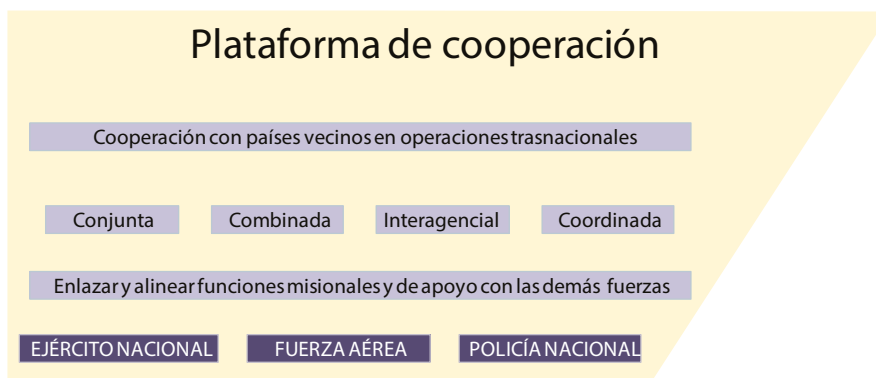 Plataforma de cooperación
Cooperación con países vecinos en operaciones trasnacionales
Conjunta
Combinada
Interagencial
Coordinada
Enlazar y alinear funciones misionales y de apoyo con las demás fuerzas
EJÉRCITO NACIONAL
FUERZA AÉREA
POLICÍA NACIONAL